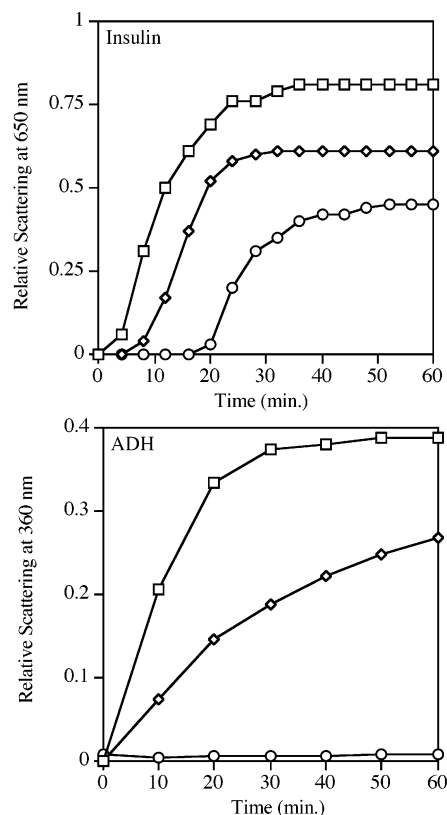 1
Insulin
0.75
0.5
0.25
0
0 10 20 30 40 50 60
Time (min.)
Relative Scattering at 650 nm
0.4
ADH
0.3
0.2
0.1
0
0 10 20 30 40 50 60
Time (min.)
Relative Scattering at 360 nm